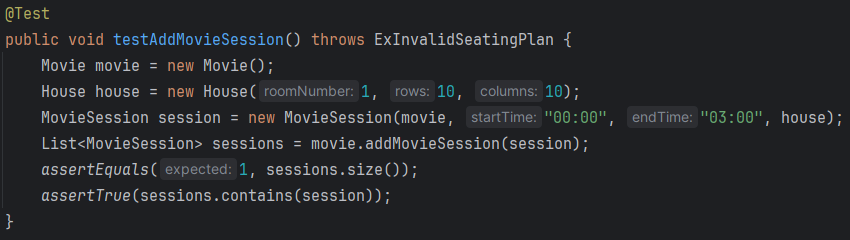 @Test
public void testAddMovieSession() throws ExInvalidSeatingPlan {
    Movie movie = new Movie();
    House house = new House( roomNumber: 1, rows: 10, columns: 10);
    MovieSession session = new MovieSession(movie, startTime: "00:00", endTime: "03:00", house);
    List<MovieSession> sessions = movie.addMovieSession(session);
    assertEquals( expected: 1, sessions.size());
    assertTrue(sessions.contains(session));
}